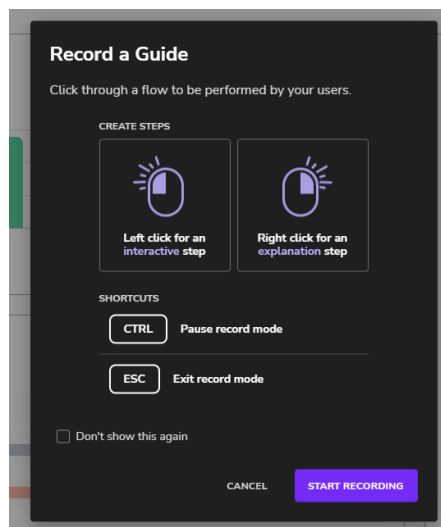 Record a Guide
Click through a flow to be performed by your users.
CREATE STEPS
Left click for an
interactive step
Right click for an
explanation step
SHORTCUTS
CTRL Pause record mode
ESC Exit record mode
Don't show this again
CANCEL START RECORDING